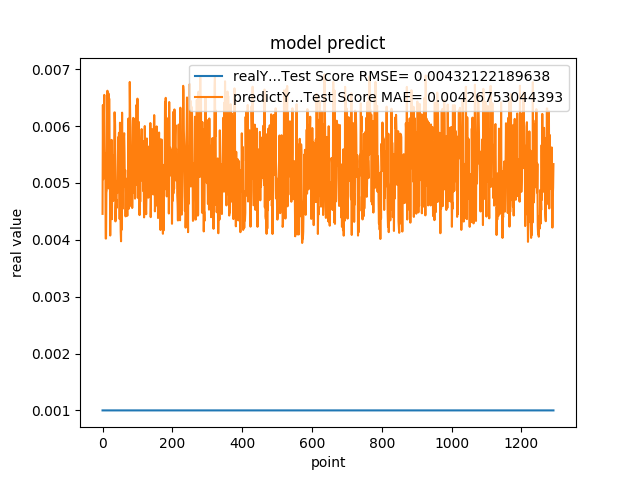 model predict
realY...Test Score RMSE= 0.00432122189638
predictY...Test Score MAE= 0.00426753044393
0.007
0.006
0.005
0.004
0.003
0.002
0.001
real value
0 200 400 600 800 1000 1200
point